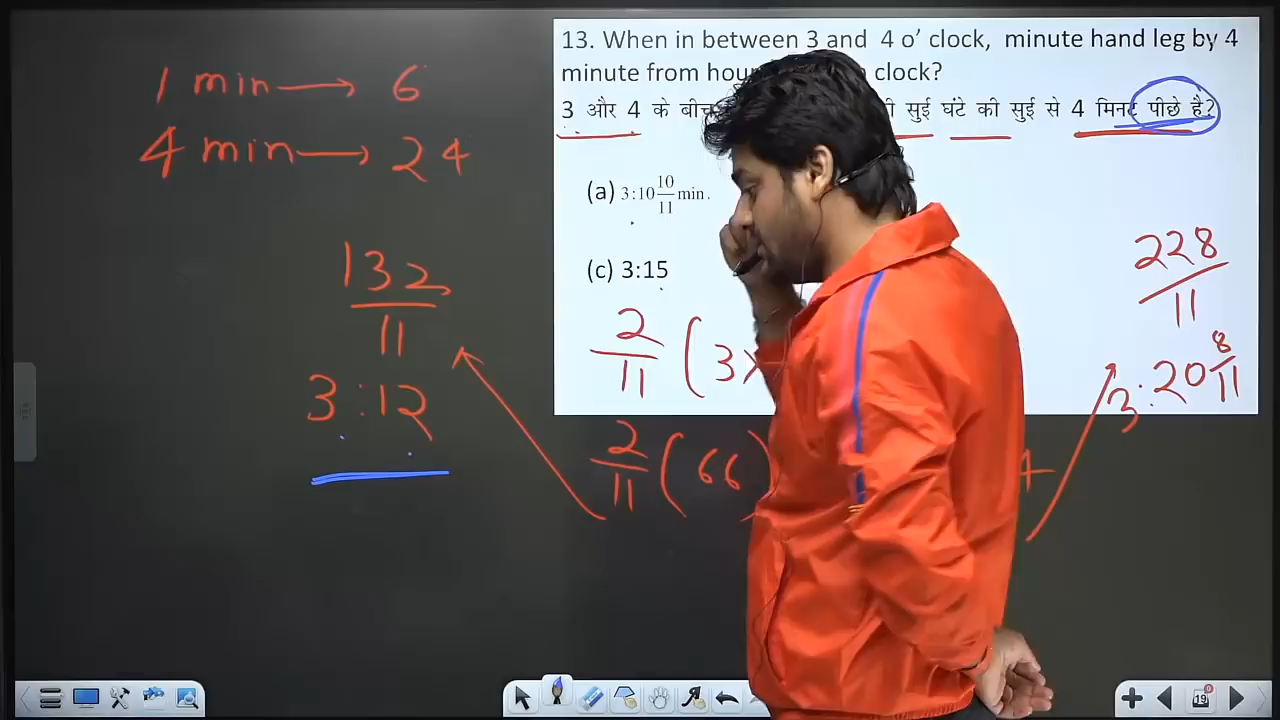 1 min → 6
4 min → 24
132
11
3:12
13. When in between 3 and 4 o' clock, minute hand leg by 4
minute from hour clock?
3 और 4 के बीच सुई घंटे की सुई से 4 मिनट पीछे है?
(a) 3:10 10/11 min.
(c) 3:15
2/11 (3×
2/11 (66)
228
11
3:20 8/11
19